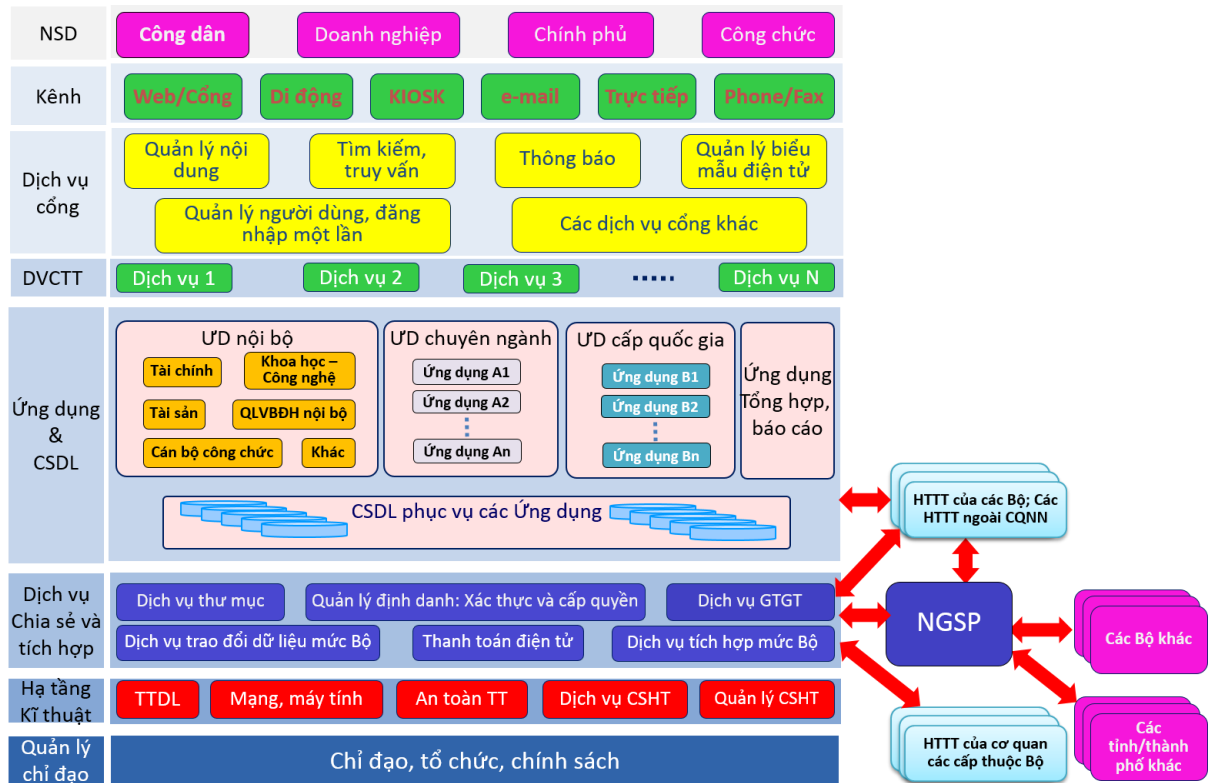 NSD
Công dân
Doanh nghiệp
Chính phủ
Công chức
Kênh
Web/Cổng
Di động
KIOSK
e-mail
Trực tiếp
Phone/Fax
Dịch vụ
cổng
Quản lý nội
dung
Tìm kiếm,
truy vấn
Thông báo
Quản lý biểu
mẫu điện tử
Quản lý người dùng, đăng
nhập một lần
Các dịch vụ cổng khác
DVCTT
Dịch vụ 1
Dịch vụ 2
Dịch vụ 3
.....
Dịch vụ N
Ứng dụng
&
CSDL
ƯD nội bộ
Tài chính
Khoa học –
Công nghệ
Tài sản
QLVBĐH nội bộ
Cán bộ công chức
Khác
ƯD chuyên ngành
Ứng dụng A1
Ứng dụng A2
Ứng dụng An
ƯD cấp quốc gia
Ứng dụng B1
Ứng dụng B2
Ứng dụng Bn
Ứng dụng
Tổng hợp,
báo cáo
CSDL phục vụ các Ứng dụng
HTTT của các Bộ; Các
HTTT ngoài CQNN
Dịch vụ
Chia sẻ và
tích hợp
Dịch vụ thư mục
Quản lý định danh: Xác thực và cấp quyền
Dịch vụ GTGT
Dịch vụ trao đổi dữ liệu mức Bộ
Thanh toán điện tử
Dịch vụ tích hợp mức Bộ
NGSP
Các Bộ khác
Hạ tầng
Kĩ thuật
TTDL
Mạng, máy tính
An toàn TT
Dịch vụ CSHT
Quản lý CSHT
HTTT của cơ quan
các cấp thuộc Bộ
Các
tỉnh/thành
phố khác
Quản lý
chỉ đạo
Chỉ đạo, tổ chức, chính sách